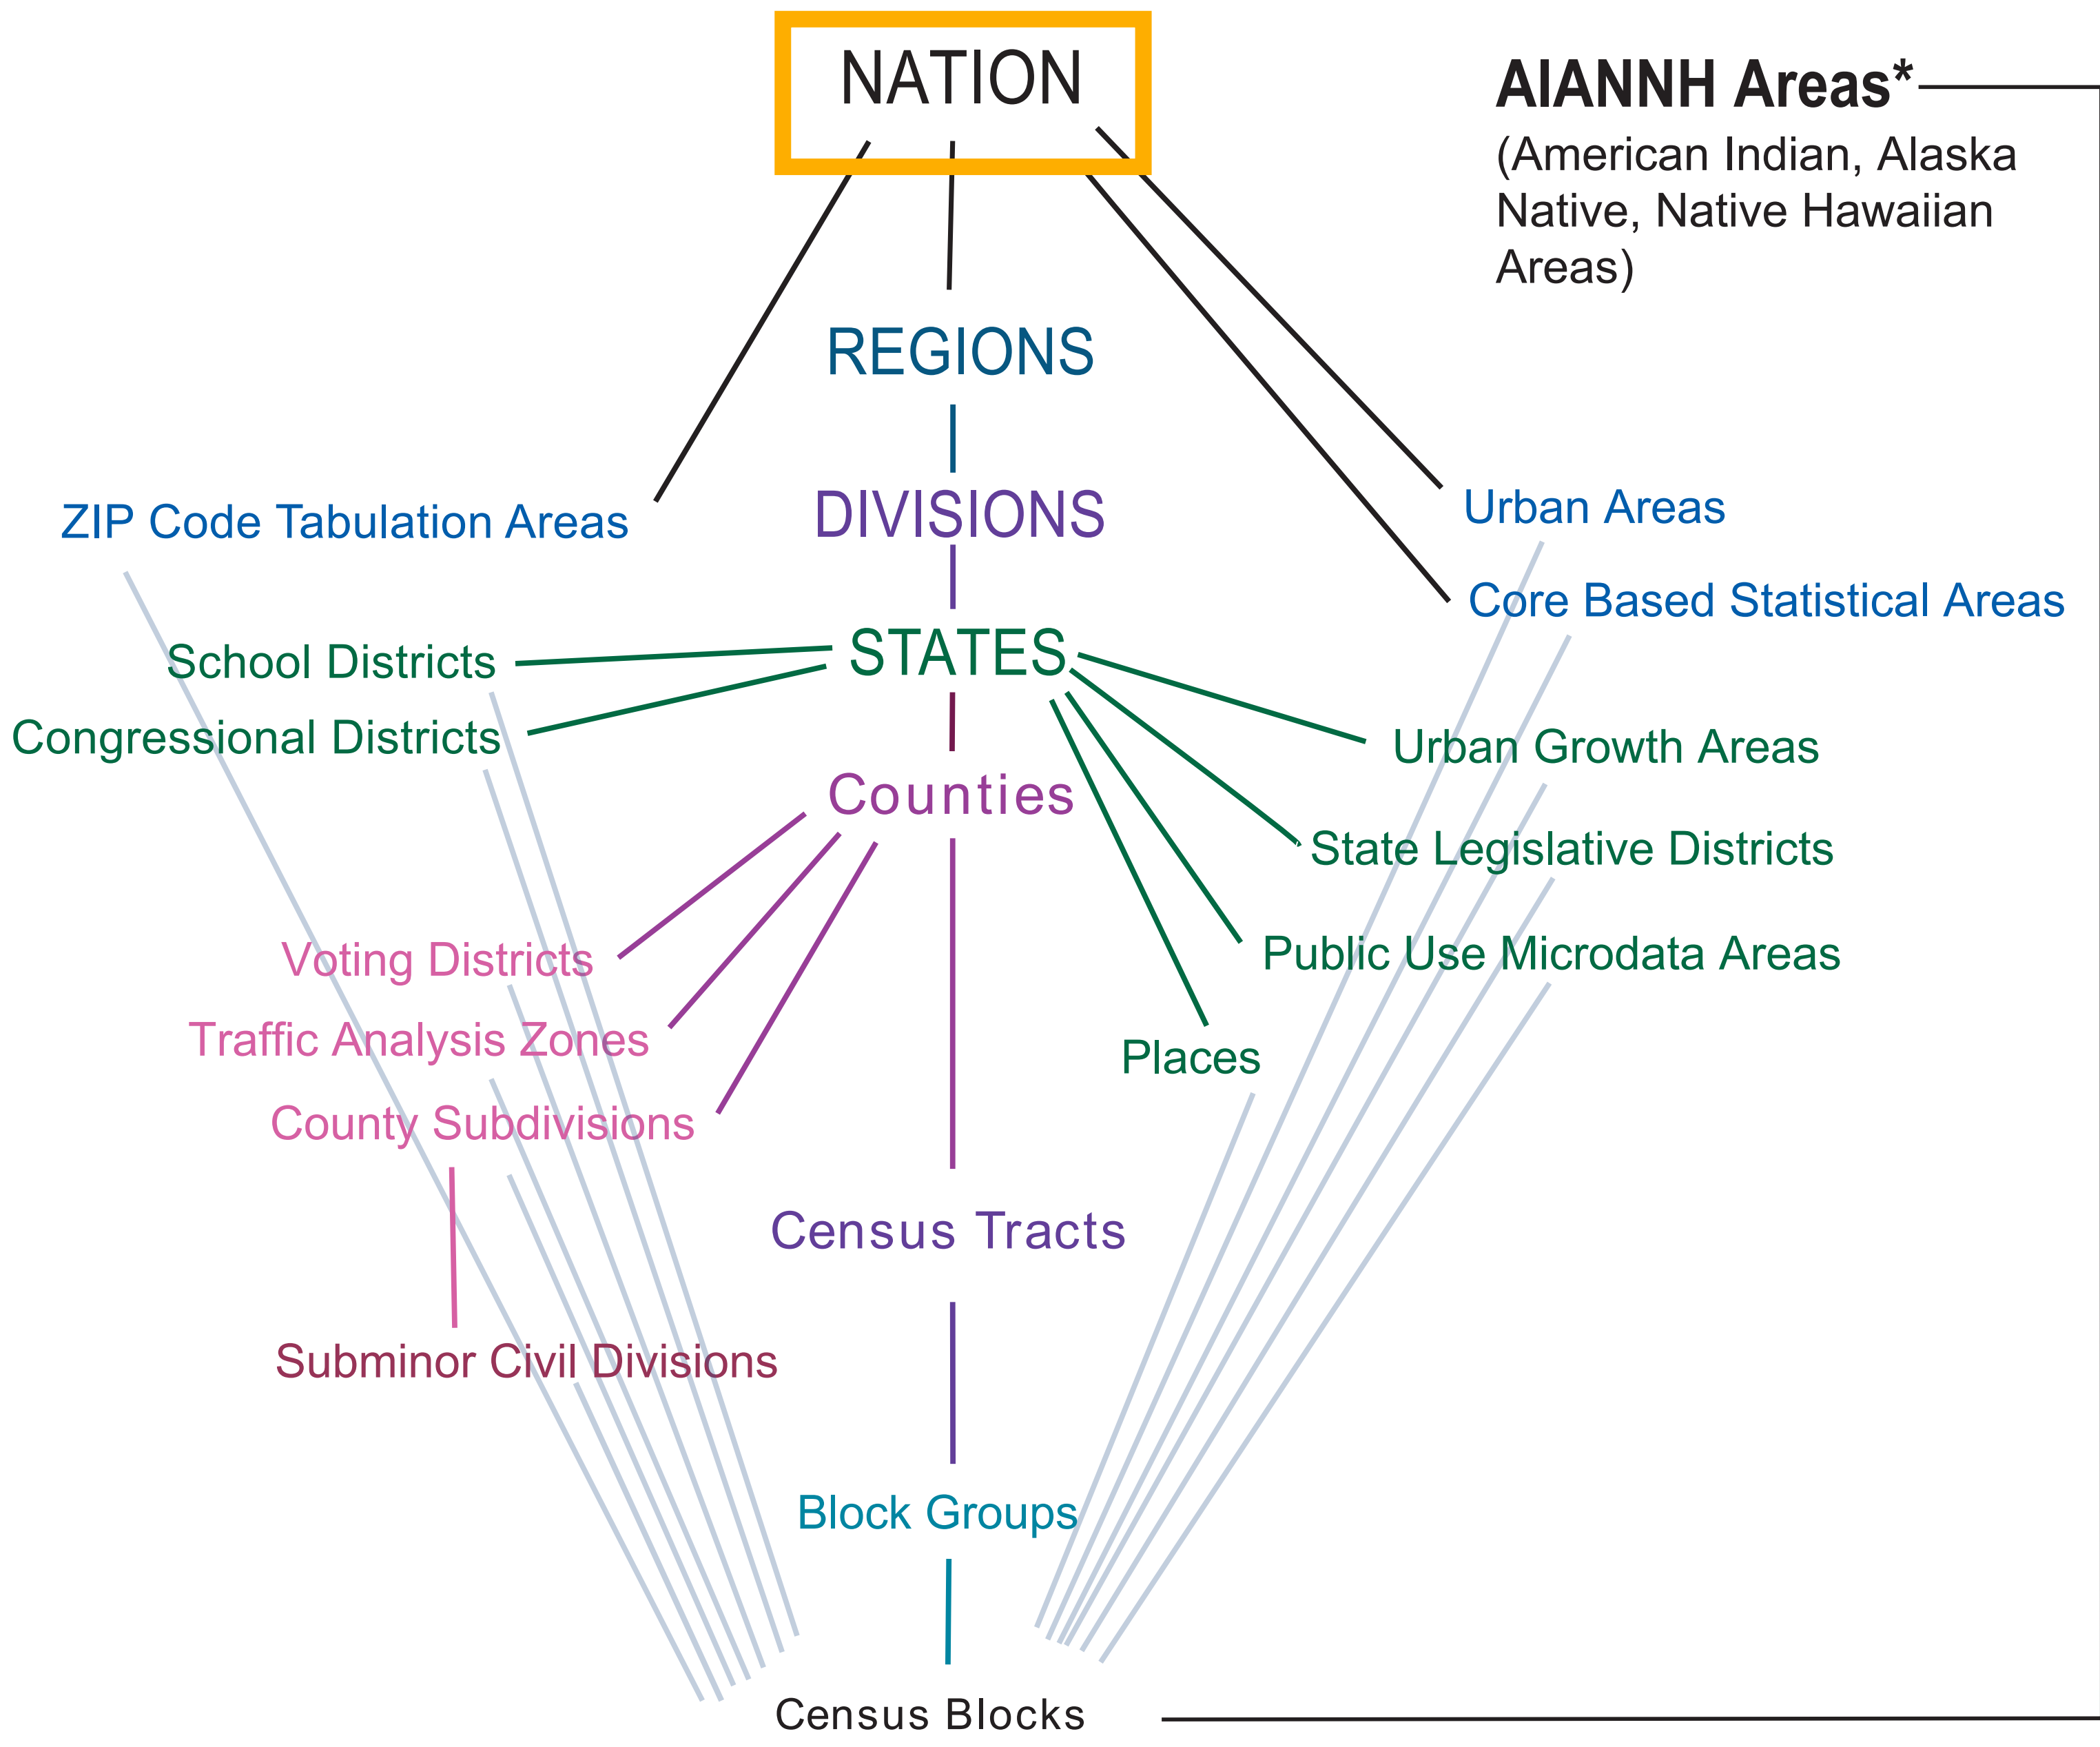 NATION
AIANNH Areas*
(American Indian, Alaska
Native, Native Hawaiian
Areas)
REGIONS
DIVISIONS
ZIP Code Tabulation Areas
Urban Areas
Core Based Statistical Areas
STATES
School Districts
Congressional Districts
Urban Growth Areas
Counties
State Legislative Districts
Voting Districts
Public Use Microdata Areas
Traffic Analysis Zones
Places
County Subdivisions
Census Tracts
Subminor Civil Divisions
Block Groups
Census Blocks